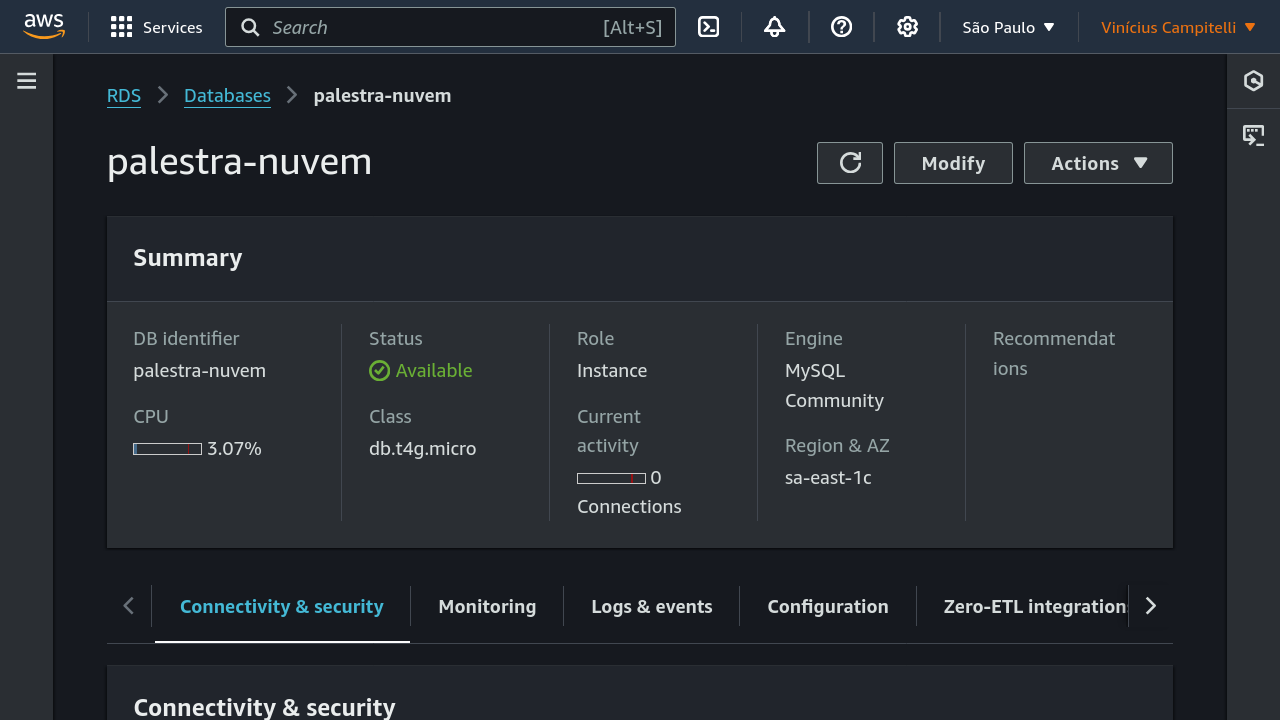 aws Services Search [Alt+S] São Paulo Vinícius Campitelli
RDS Databases palestra-nuvem
palestra-nuvem
Modify Actions
Summary
DB identifier
palestra-nuvem
CPU
3.07%
Status
Available
Class
db.t4g.micro
Role
Instance
Current
activity
0
Connections
Engine
MySQL
Community
Region & AZ
sa-east-1c
Recommendat
ions
Connectivity & security Monitoring Logs & events Configuration Zero-ETL integration
Connectivity & security